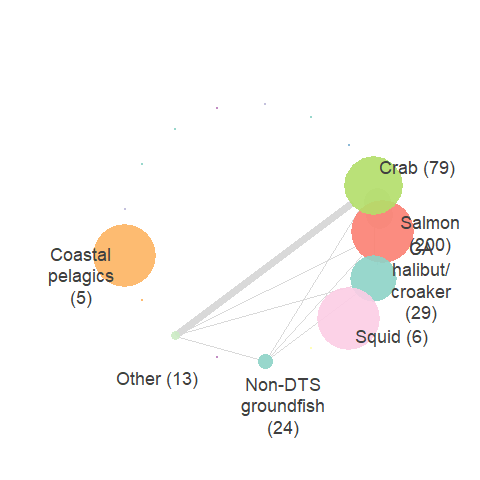 Crab (79)
Salmon
(200)
CA
halibut/
croaker
(29)
Squid (6)
Coastal
pelagics
(5)
Other (13)
Non-DTS
groundfish
(24)